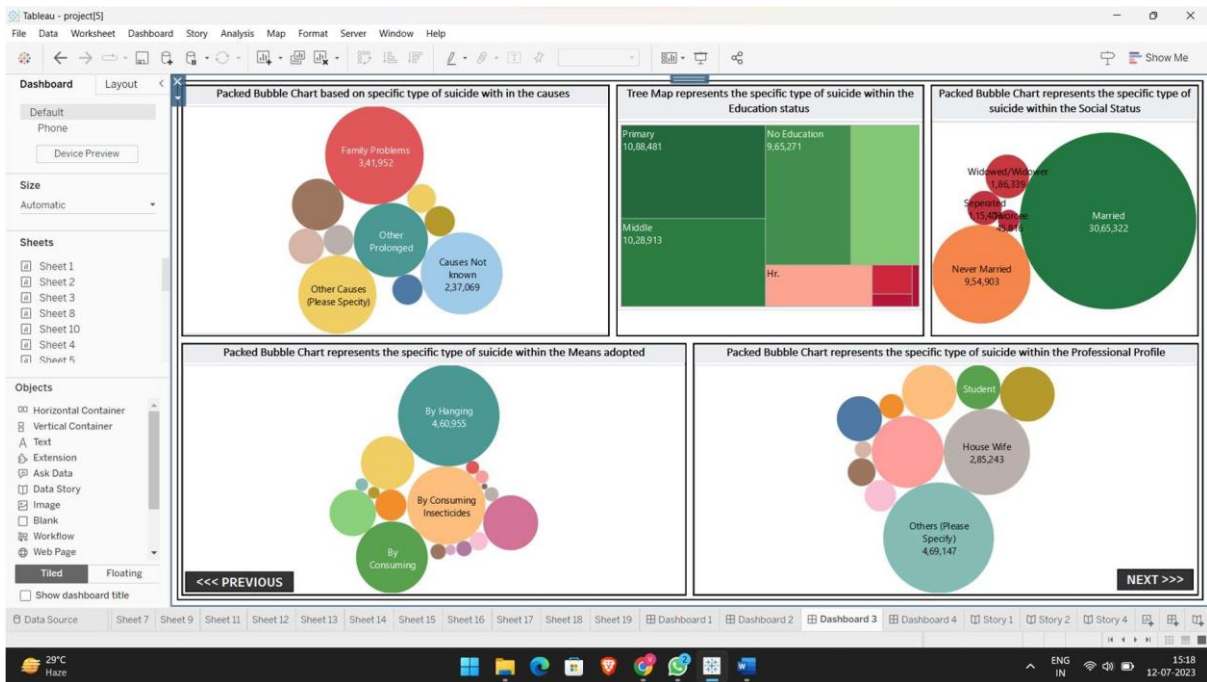 Tableau - project[5]
File Data Worksheet Dashboard Story Analysis Map Format Server Window Help
Show Me
Dashboard Layout
Default
Phone
Device Preview
Size
Automatic
Sheets
Sheet 1
Sheet 2
Sheet 3
Sheet 8
Sheet 10
Sheet 4
Sheet 5
Objects
Horizontal Container
Vertical Container
Text
Extension
Ask Data
Data Story
Image
Blank
Workflow
Web Page
Tiled Floating
Show dashboard title
Packed Bubble Chart based on specific type of suicide with in the causes
Family Problems
3,41,952
Other
Prolonged
Causes Not
known
2,37,069
Other Causes
(Please Specity)
Tree Map represents the specific type of suicide within the
Education status
Primary
10,88,481
No Education
9,65,271
Middle
10,28,913
Hr.
Packed Bubble Chart represents the specific type of
suicide within the Social Status
Widowed/Widower
1,86,339
Seperated
Divorcee
45,816
Married
30,65,322
Never Married
9,54,903
Packed Bubble Chart represents the specific type of suicide within the Means adopted
By Hanging
4,60,955
By Consuming
Insecticides
By
Consuming
<<< PREVIOUS
Packed Bubble Chart represents the specific type of suicide within the Professional Profile
Student
House Wife
2,85,243
Others (Please
Specify)
4,69,147
NEXT >>>
Data Source Sheet 7 Sheet 9 Sheet 11 Sheet 12 Sheet 13 Sheet 14 Sheet 15 Sheet 16 Sheet 17 Sheet 18 Sheet 19 Dashboard 1 Dashboard 2 Dashboard 3 Dashboard 4 Story 1 Story 2 Story 4
29°C
Haze
ENG
IN
15:18
12-07-2023